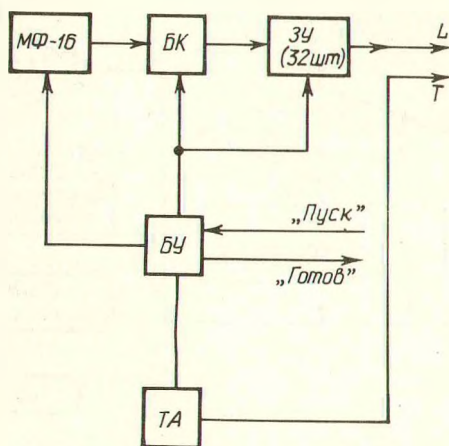 МФ-16
БК
ЗУ
(32шт)
L
T
„Пуск”
БУ
„Готов”
ТА